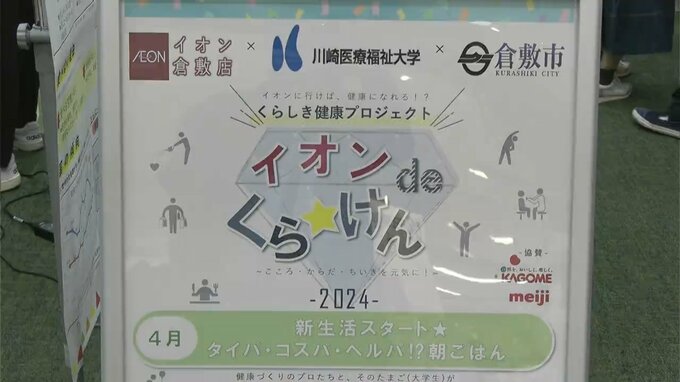 AEON イオン倉敷店 × 川崎医療福祉大学 × 倉敷市
KURASHIKI CITY
イオンに行けば、健康になれる!?
くらしき健康プロジェクト
イオンde
くら★けん
~こころ・からだ・ちいきを元気に!~
-2024-
-協賛-
KAGOME
meiji
4月
新生活スタート★
タイパ・コスパ・ヘルパ!?朝ごはん
健康づくりのプロたちと、そのたまご(大学生)が